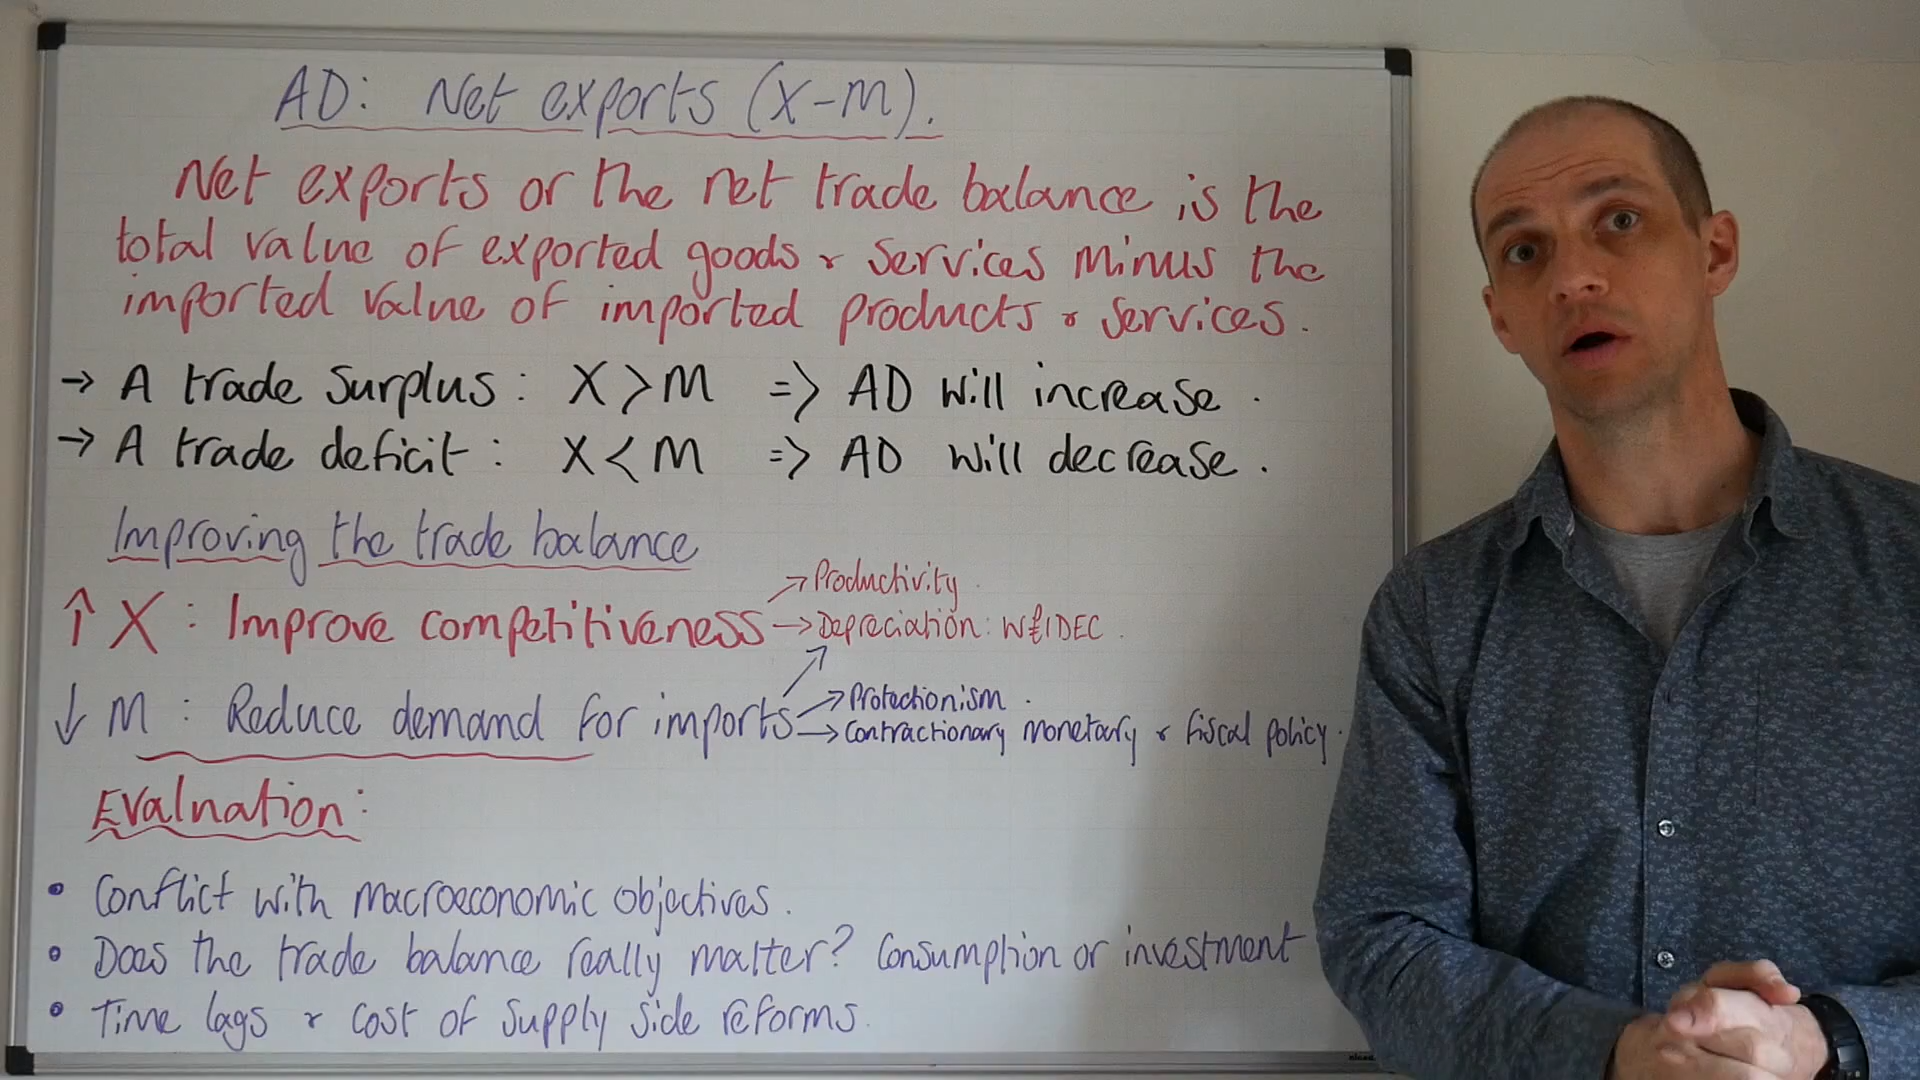 AD: Net exports (X-M).
Net exports or the net trade balance is the
total value of exported goods & services minus the
imported value of imported products & services.
→ A trade surplus: X > M => AD will increase.
→ A trade deficit: X < M => AD will decrease.
Improving the trade balance
↑ X : Improve competitiveness → Productivity
→ Depreciation: W£IDEC.
↓ M : Reduce demand for imports → Protectionism.
→ Contractionary monetary & fiscal policy.
Evaluation:
• Conflict with macroeconomic objectives.
• Does the trade balance really matter? Consumption or investment
• Time lags & cost of supply side reforms.